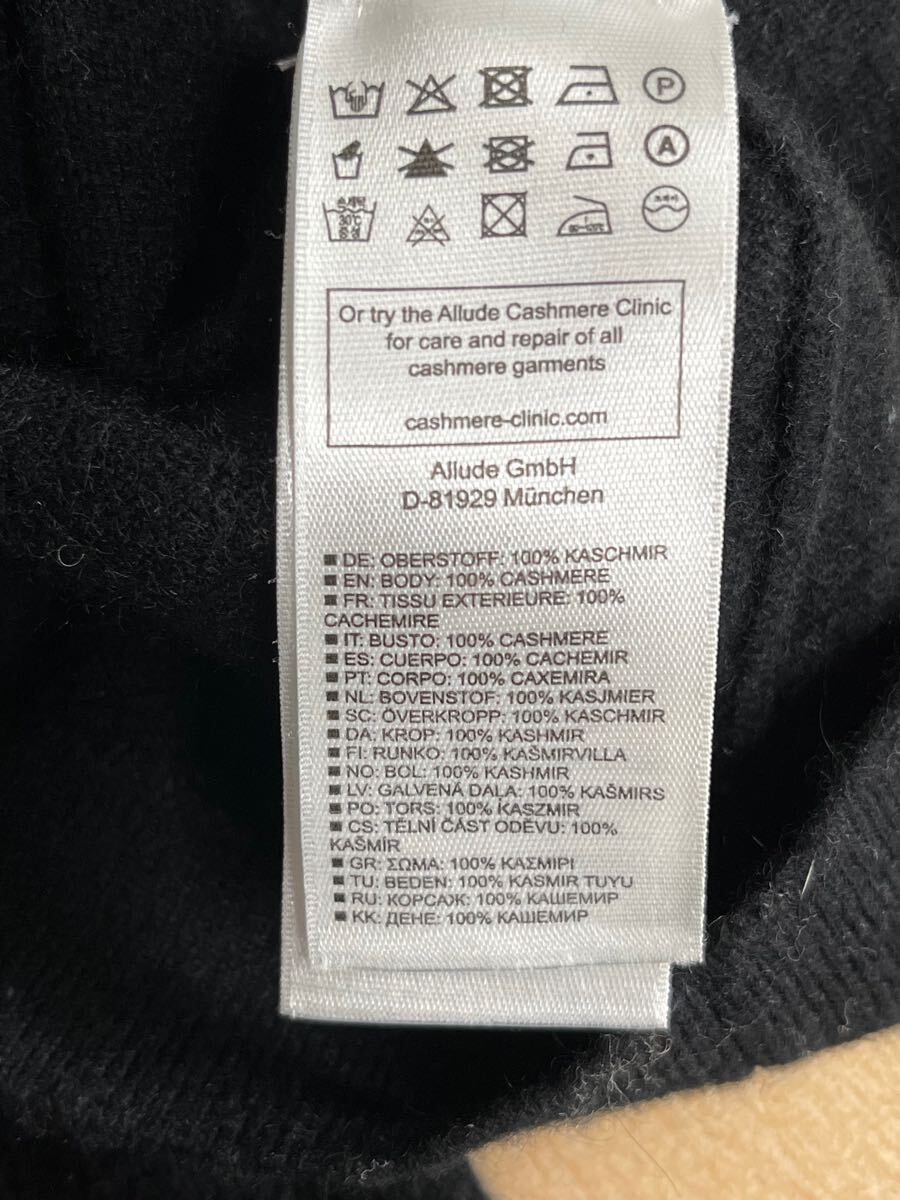 P
A
30℃
Or try the Allude Cashmere Clinic
for care and repair of all
cashmere garments
cashmere-clinic.com
Allude GmbH
D-81929 München
DE: OBERSTOFF: 100% KASCHMIR
EN: BODY: 100% CASHMERE
FR: TISSU EXTERIEURE: 100%
CACHEMIRE
IT: BUSTO: 100% CASHMERE
ES: CUERPO: 100% CACHEMIR
PT: CORPO: 100% CAXEMIRA
NL: BOVENSTOF: 100% KASJMIER
SC: ÖVERKROPP: 100% KASCHMIR
DA: KROP: 100% KASHMIR
FI: RUNKO: 100% KAŠMIRVILLA
NO: BOL: 100% KASHMIR
LV: GALVENĀ DAĻA: 100% KAŠMIRS
PO: TORS: 100% KASZMIR
CS: TĚLNÍ ČÁST ODĚVU: 100%
KAŠMÍR
GR: ΣΩΜΑ: 100% ΚΑΣΜΙΡΙ
TU: BEDEN: 100% KASMIR TUYU
RU: КОРСАЖ: 100% КАШЕМИР
KK: ДЕНЕ: 100% КАШЕМИР